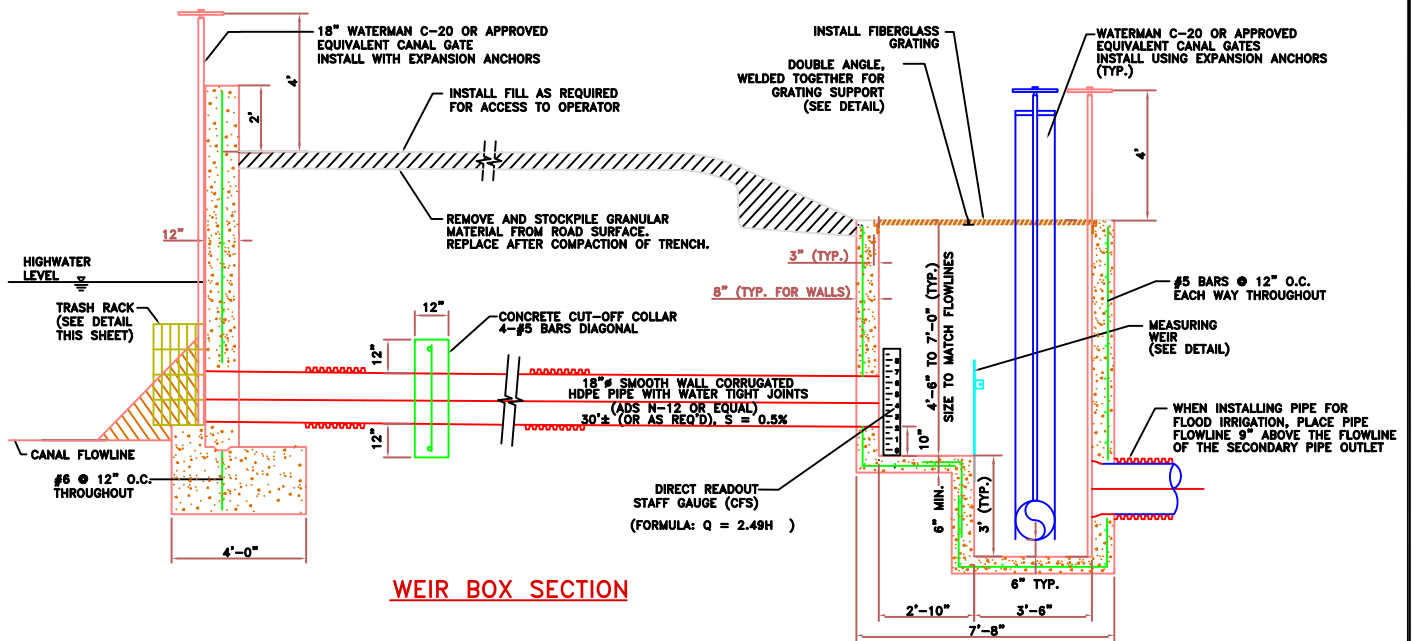 18" WATERMAN C-20 OR APPROVED
EQUIVALENT CANAL GATE
INSTALL WITH EXPANSION ANCHORS
4'
2'
INSTALL FILL AS REQUIRED
FOR ACCESS TO OPERATOR
REMOVE AND STOCKPILE GRANULAR
MATERIAL FROM ROAD SURFACE.
REPLACE AFTER COMPACTION OF TRENCH.
12"
HIGHWATER
LEVEL
TRASH RACK
(SEE DETAIL
THIS SHEET)
CANAL FLOWLINE
#6 @ 12" O.C.
THROUGHOUT
4'-0"
12"
12"
12"
CONCRETE CUT-OFF COLLAR
4-#5 BARS DIAGONAL
18"ø SMOOTH WALL CORRUGATED
HDPE PIPE WITH WATER TIGHT JOINTS
(ADS N-12 OR EQUAL)
30'± (OR AS REQ'D), S = 0.5%
INSTALL FIBERGLASS
GRATING
DOUBLE ANGLE,
WELDED TOGETHER FOR
GRATING SUPPORT
(SEE DETAIL)
WATERMAN C-20 OR APPROVED
EQUIVALENT CANAL GATES
INSTALL USING EXPANSION ANCHORS
(TYP.)
4'
3" (TYP.)
8" (TYP. FOR WALLS)
4'-6" TO 7'-0" (TYP.)
SIZE TO MATCH FLOWLINES
#5 BARS @ 12" O.C.
EACH WAY THROUGHOUT
MEASURING
WEIR
(SEE DETAIL)
8
7
6
5
4
3
2
1
0
10"
WHEN INSTALLING PIPE FOR
FLOOD IRRIGATION, PLACE PIPE
FLOWLINE 9" ABOVE THE FLOWLINE
OF THE SECONDARY PIPE OUTLET
DIRECT READOUT
STAFF GAUGE (CFS)
(FORMULA: Q = 2.49H )
6" MIN.
3' (TYP.)
6" TYP.
2'-10"
3'-6"
7'-8"
WEIR BOX SECTION